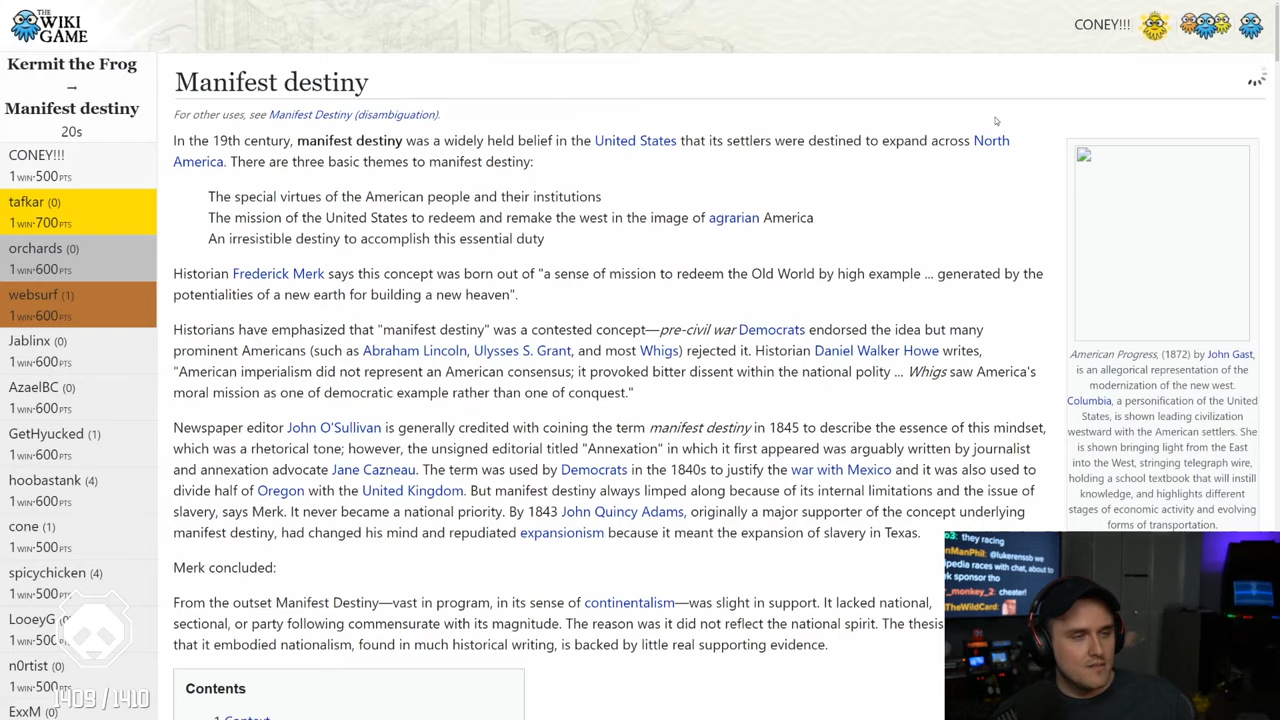 THE
WIKI
GAME
CONEY!!!
Kermit the Frog
→
Manifest destiny
20s
CONEY!!!
1 WIN·500 PTS
tafkar (0)
1 WIN·700 PTS
orchards (0)
1 WIN·600 PTS
websurf (1)
1 WIN·600 PTS
Jablinx (0)
1 WIN·600 PTS
AzaelBC (0)
1 WIN·600 PTS
GetHyucked (1)
1 WIN·600 PTS
hoobastank (4)
1 WIN·600 PTS
cone (1)
1 WIN·500 PTS
spicychicken (4)
1 WIN·500
LooeyG
1 WIN·500
n0rtist (0)
1 WIN·500
ExxM (0)
1409 / 1410
Manifest destiny
For other uses, see Manifest Destiny (disambiguation).
In the 19th century, manifest destiny was a widely held belief in the United States that its settlers were destined to expand across North
America. There are three basic themes to manifest destiny:
The special virtues of the American people and their institutions
The mission of the United States to redeem and remake the west in the image of agrarian America
An irresistible destiny to accomplish this essential duty
Historian Frederick Merk says this concept was born out of "a sense of mission to redeem the Old World by high example ... generated by the
potentialities of a new earth for building a new heaven".
Historians have emphasized that "manifest destiny" was a contested concept—pre-civil war Democrats endorsed the idea but many
prominent Americans (such as Abraham Lincoln, Ulysses S. Grant, and most Whigs) rejected it. Historian Daniel Walker Howe writes,
"American imperialism did not represent an American consensus; it provoked bitter dissent within the national polity ... Whigs saw America's
moral mission as one of democratic example rather than one of conquest."
Newspaper editor John O'Sullivan is generally credited with coining the term manifest destiny in 1845 to describe the essence of this mindset,
which was a rhetorical tone; however, the unsigned editorial titled "Annexation" in which it first appeared was arguably written by journalist
and annexation advocate Jane Cazneau. The term was used by Democrats in the 1840s to justify the war with Mexico and it was also used to
divide half of Oregon with the United Kingdom. But manifest destiny always limped along because of its internal limitations and the issue of
slavery, says Merk. It never became a national priority. By 1843 John Quincy Adams, originally a major supporter of the concept underlying
manifest destiny, had changed his mind and repudiated expansionism because it meant the expansion of slavery in Texas.
Merk concluded:
From the outset Manifest Destiny—vast in program, in its sense of continentalism—was slight in support. It lacked national,
sectional, or party following commensurate with its magnitude. The reason was it did not reflect the national spirit. The thesis
that it embodied nationalism, found in much historical writing, is backed by little real supporting evidence.
Contents
1 Context
American Progress, (1872) by John Gast,
is an allegorical representation of the
modernization of the new west.
Columbia, a personification of the United
States, is shown leading civilization
westward with the American settlers. She
is shown bringing light from the East
into the West, stringing telegraph wire,
holding a school textbook that will instill
knowledge, and highlights different
stages of economic activity and evolving
forms of transportation.
o3: they racing
nManPhil: @lukerenssb we
ipedia races with chat, about to
k sponsor tho
_monkey_2: cheater!
TheWildCard: